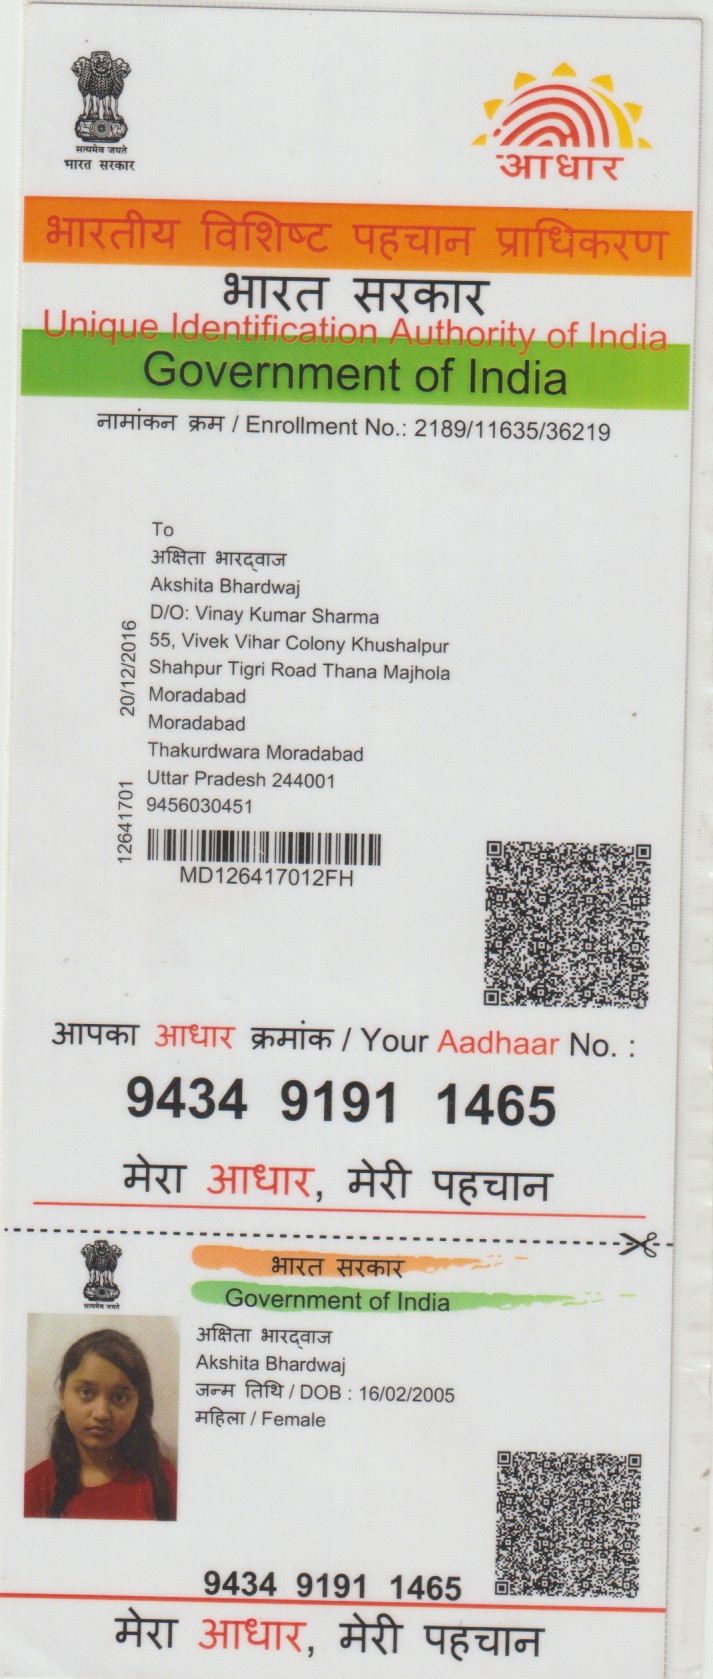 सत्यमेव जयते
भारत सरकार
आधार
भारतीय विशिष्ट पहचान प्राधिकरण
भारत सरकार
Unique Identification Authority of India
Government of India
नामांकन क्रम / Enrollment No.: 2189/11635/36219
To
अक्षिता भारद्वाज
Akshita Bhardwaj
D/O: Vinay Kumar Sharma
55, Vivek Vihar Colony Khushalpur
Shahpur Tigri Road Thana Majhola
Moradabad
Moradabad
Thakurdwara Moradabad
Uttar Pradesh 244001
9456030451
20/12/2016
12641701
MD126417012FH
आपका आधार क्रमांक / Your Aadhaar No. :
9434 9191 1465
मेरा आधार, मेरी पहचान
सत्यमेव जयते
भारत सरकार
Government of India
अक्षिता भारद्वाज
Akshita Bhardwaj
जन्म तिथि / DOB : 16/02/2005
महिला / Female
9434 9191 1465
मेरा आधार, मेरी पहचान